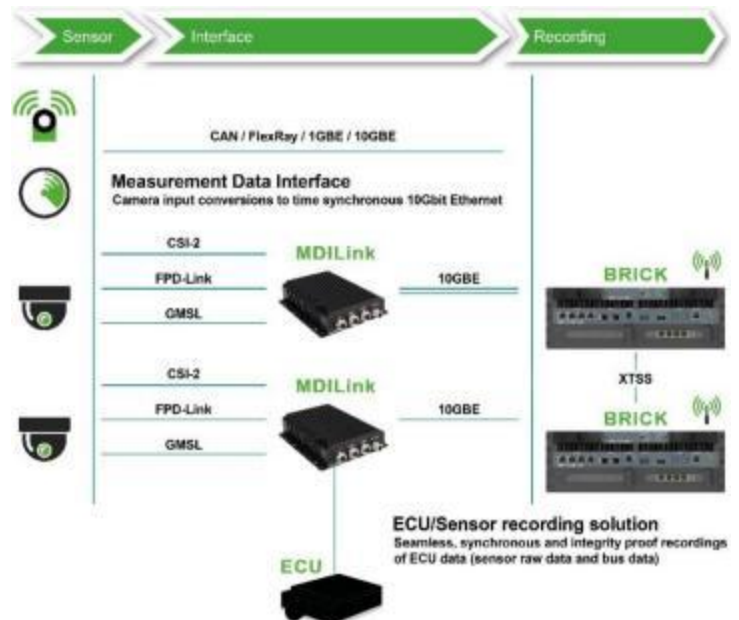 Sensor
Interface
Recording
CAN / FlexRay / 1GBE / 10GBE
Measurement Data Interface
Camera input conversions to time synchronous 10Gbit Ethernet
CSI-2
MDILink
FPD-Link
10GBE
GMSL
BRICK
XTSS
CSI-2
MDILink
FPD-Link
10GBE
GMSL
BRICK
ECU/Sensor recording solution
Seamless, synchronous and integrity proof recordings
of ECU data (sensor raw data and bus data)
ECU